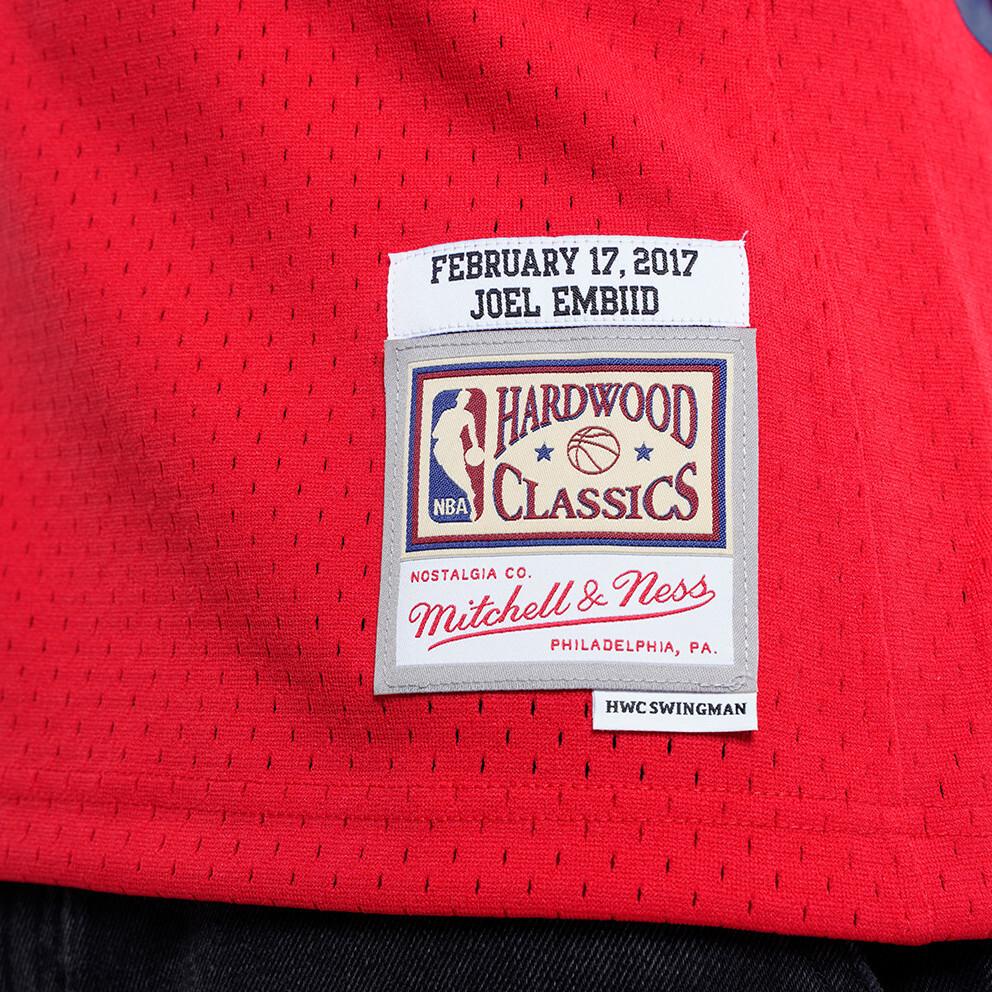 FEBRUARY 17, 2017
JOEL EMBIID
HARDWOOD
CLASSICS
NBA
NOSTALGIA CO.
Mitchell & Ness
PHILADELPHIA, PA.
HWC SWINGMAN